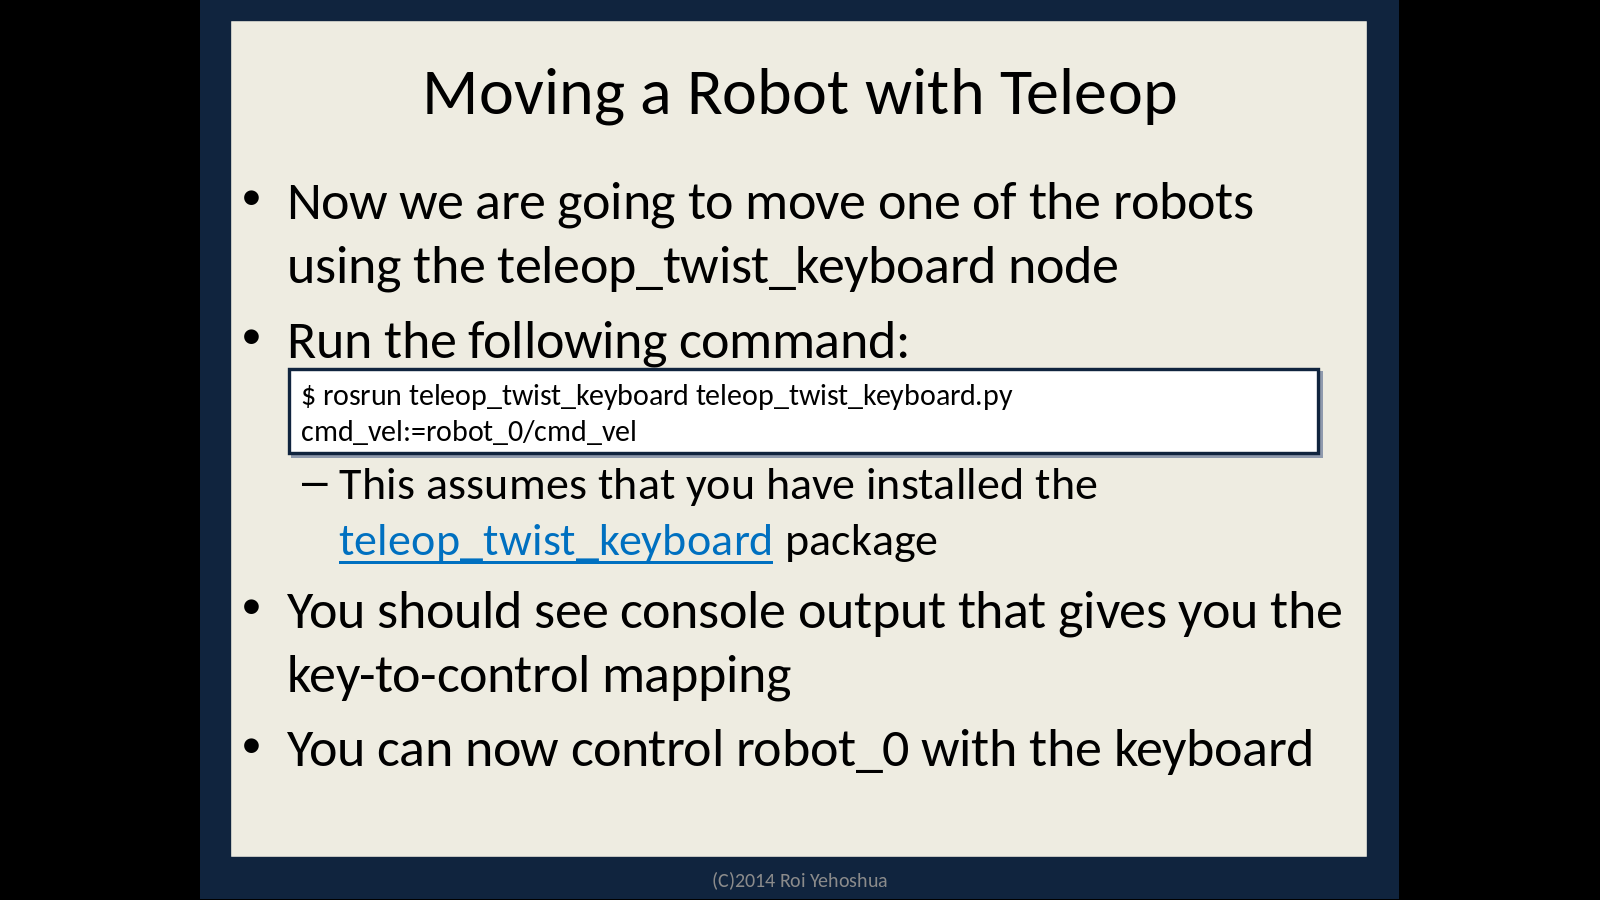 Moving a Robot with Teleop
• Now we are going to move one of the robots
using the teleop_twist_keyboard node
• Run the following command:
$ rosrun teleop_twist_keyboard teleop_twist_keyboard.py
cmd_vel:=robot_0/cmd_vel
– This assumes that you have installed the
teleop_twist_keyboard package
• You should see console output that gives you the
key-to-control mapping
• You can now control robot_0 with the keyboard
(C)2014 Roi Yehoshua